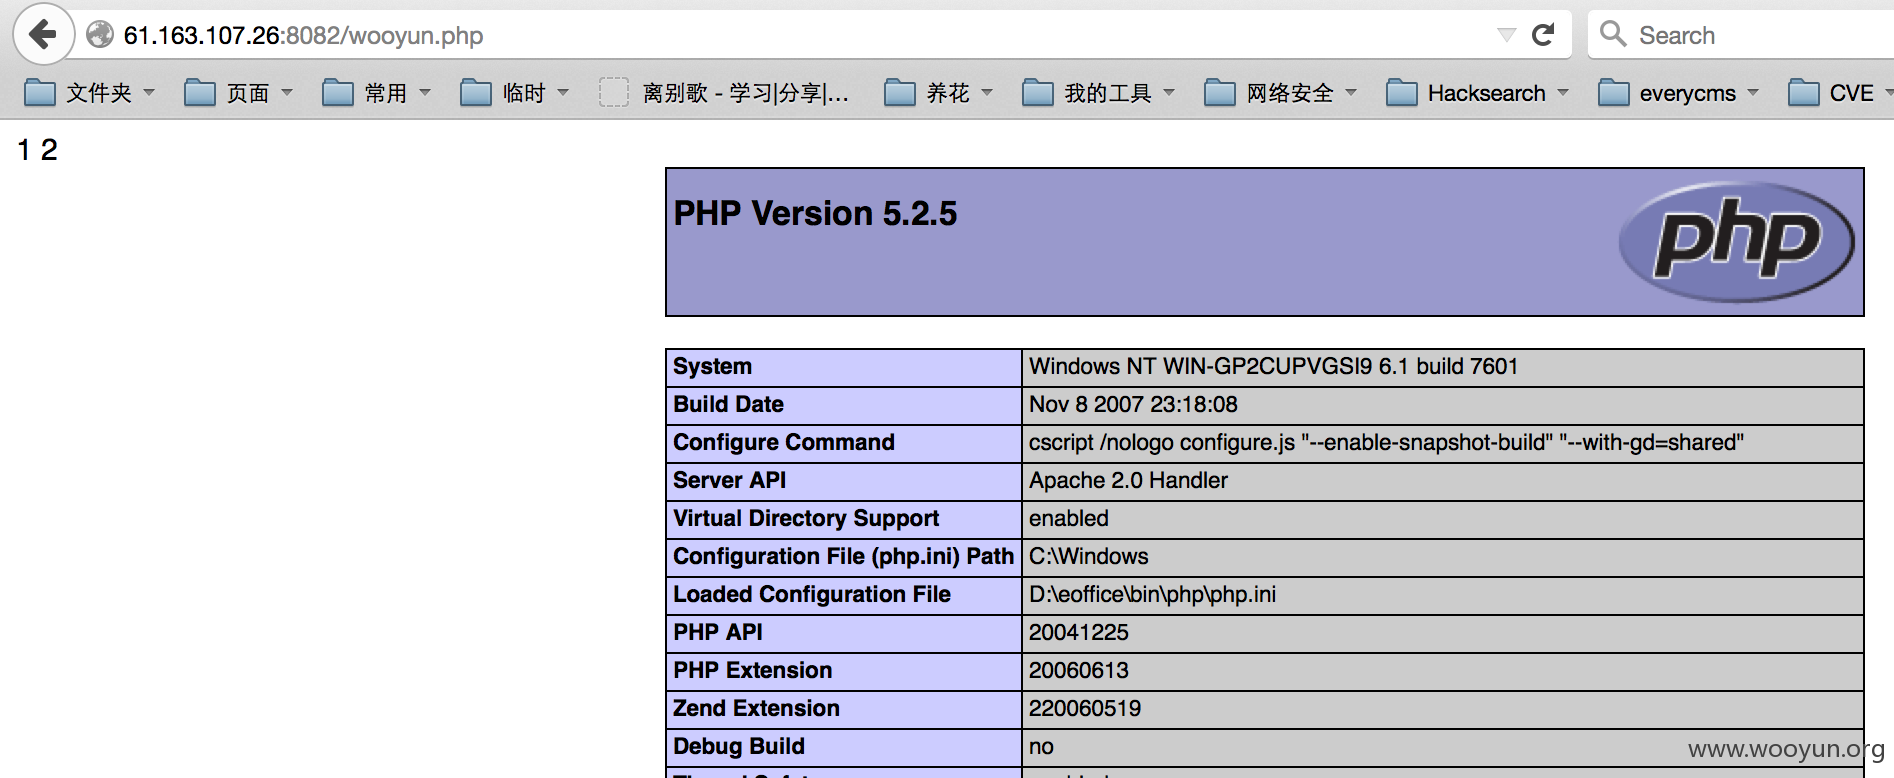 61.163.107.26:8082/wooyun.php
Search
文件夹 页面 常用 临时 离别歌 - 学习|分享|... 养花 我的工具 网络安全 Hacksearch everycms CVE
1 2
PHP Version 5.2.5
php
System Windows NT WIN-GP2CUPVGSI9 6.1 build 7601
Build Date Nov 8 2007 23:18:08
Configure Command cscript /nologo configure.js "--enable-snapshot-build" "--with-gd=shared"
Server API Apache 2.0 Handler
Virtual Directory Support enabled
Configuration File (php.ini) Path C:\Windows
Loaded Configuration File D:\eoffice\bin\php\php.ini
PHP API 20041225
PHP Extension 20060613
Zend Extension 220060519
Debug Build no
www.wooyun.org